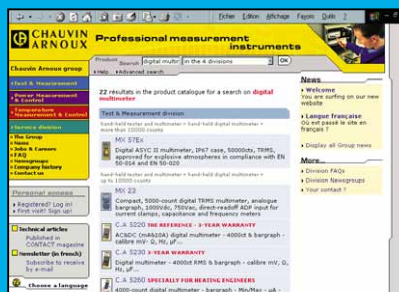 Fichier Edition Affichage Favoris Outils ?
CHAUVIN
ARNOUX
Professional measurement
instruments
Product
Search digital multir in the 4 divisions OK
Help Advanced search
Chauvin Arnoux group
Test & Measurement
Power Measurement
& Control
Temperature
Measurement & Control
Service division
The Group
News
Jobs & Careers
FAQ
Newsgroups
Company history
Contact us
Personal access
Registered? Log in!
First visit? Sign up!
Technical articles
Published in
CONTACT magazine
Newsletter (in french)
Subscribe to receive
by e-mail
Choose a language
22 results in the product catalogue for a search on digital
multimeter
Test & Measurement division
hand-held tester and multimeter > hand-held digital multimeter >
more than 10000 counts
MX 57Ex
Digital ASYC II multimeter, IP67 case, 50000cts, TRMS,
approved for explosive atmospheres in compliance with EN
50-014 and EN 50-020
hand-held tester and multimeter > hand-held digital multimeter >
up to 10000 counts
MX 23
Compact, 5000-count digital TRMS multimeter, analogue
bargraph, 1000Vdc, 750Vac, direct-readoff ADP input for
current clamps, capacitance and frequency meters
C.A 5220 THE REFERENCE - 3-YEAR WARRANTY
AC&DC (mA&10A) digital multimeter - 4000ct & bargraph -
calibre mV- Ω, Hz, µF...
C.A 5230 3-YEAR WARRANTY
Digital multimeter - 4000ct RMS & bargraph - calibre mV, Ω,
Hz, µF...
C.A 5260 SPECIALLY FOR HEATING ENGINEERS
4000-count digital multimeter - bargraph - Min/Max - µA -
News
Welcome
You are surfing on our new
website
Langue française
Où est passé le site en
français ?
Display all Group news
More...
Division FAQs
Division Newsgroups
Your contact ?